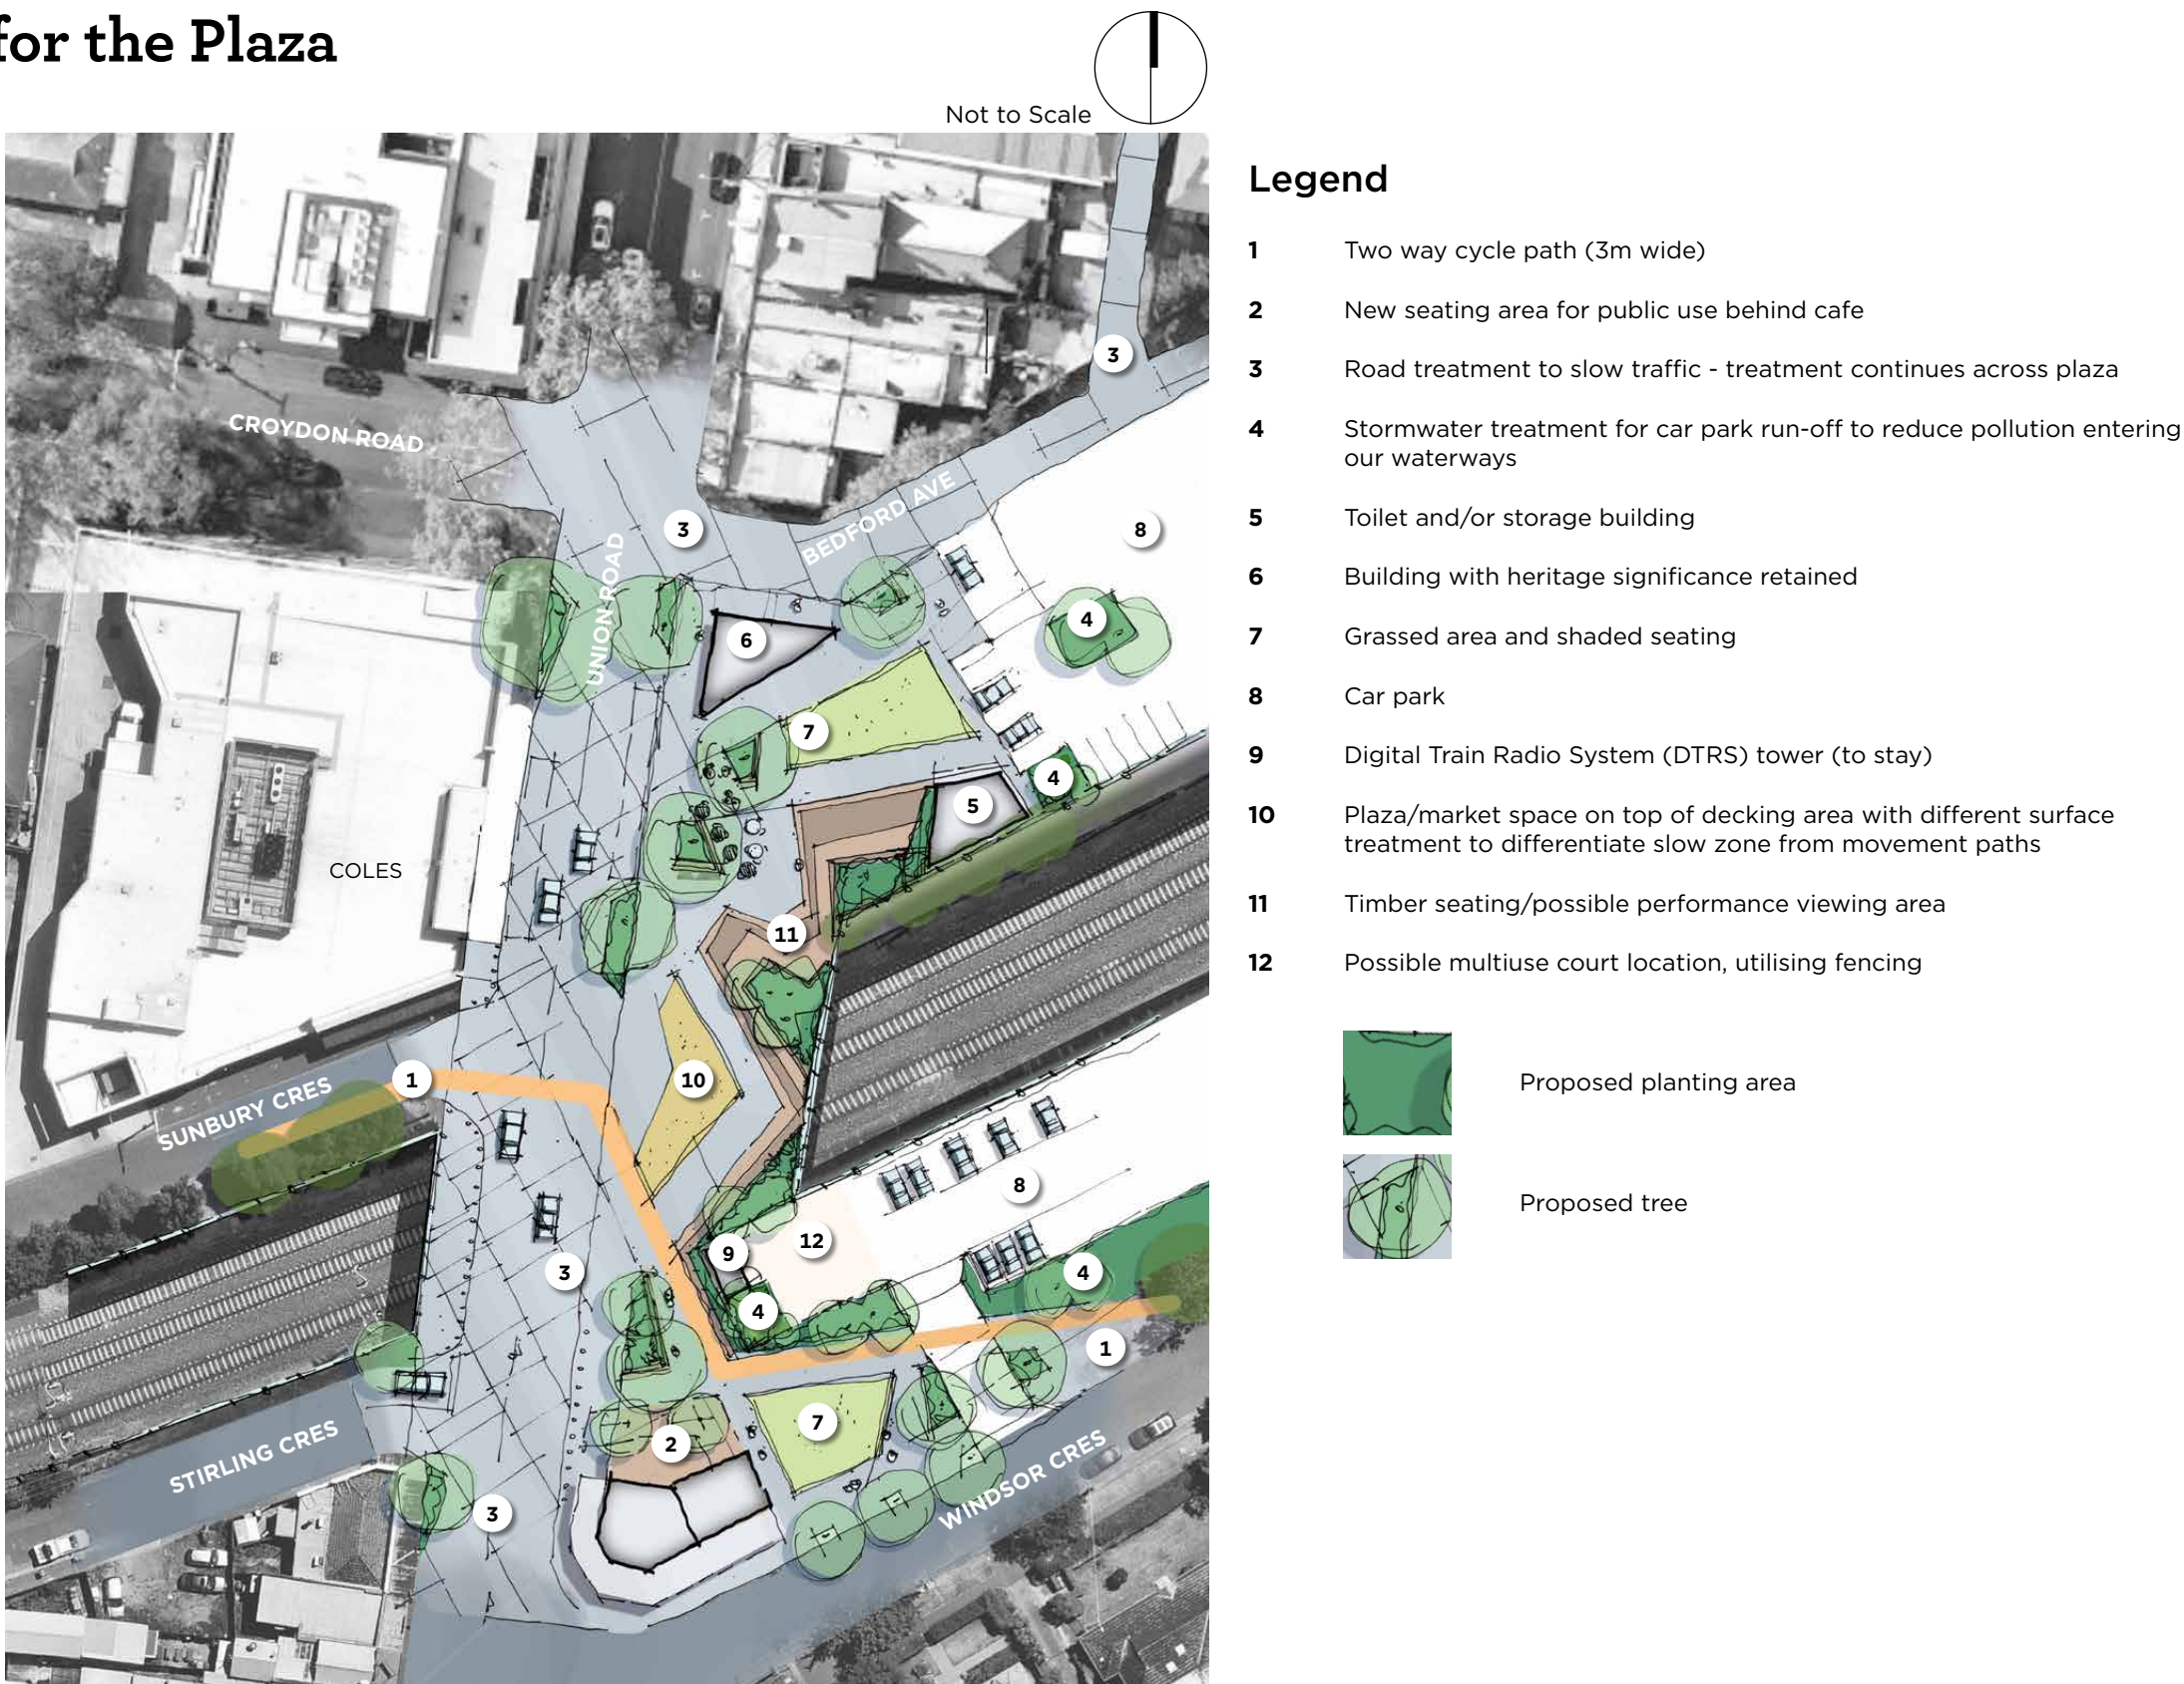 for the Plaza
Not to Scale
CROYDON ROAD
3
3
BEDFORD AVE
8
UNION ROAD
4
6
7
4
5
COLES
11
1
10
SUNBURY CRES
8
12
9
3
4
4
1
7
2
STIRLING CRES
WINDSOR CRES
3
Legend
1 Two way cycle path (3m wide)
2 New seating area for public use behind cafe
3 Road treatment to slow traffic - treatment continues across plaza
4 Stormwater treatment for car park run-off to reduce pollution entering
our waterways
5 Toilet and/or storage building
6 Building with heritage significance retained
7 Grassed area and shaded seating
8 Car park
9 Digital Train Radio System (DTRS) tower (to stay)
10 Plaza/market space on top of decking area with different surface
treatment to differentiate slow zone from movement paths
11 Timber seating/possible performance viewing area
12 Possible multiuse court location, utilising fencing
Proposed planting area
Proposed tree